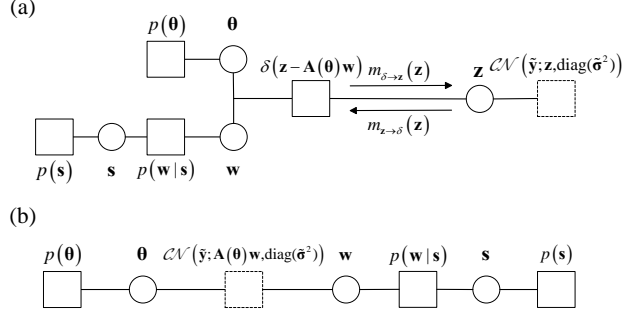 (a)
p(θ) θ
δ(z − A(θ)w) m_{δ→z}(z) z 𝒞𝒩(ỹ; z,diag(σ̃²))
m_{z→δ}(z)
p(s) s p(w | s) w
(b)
p(θ) θ 𝒞𝒩(ỹ; A(θ)w,diag(σ̃²)) w p(w | s) s p(s)